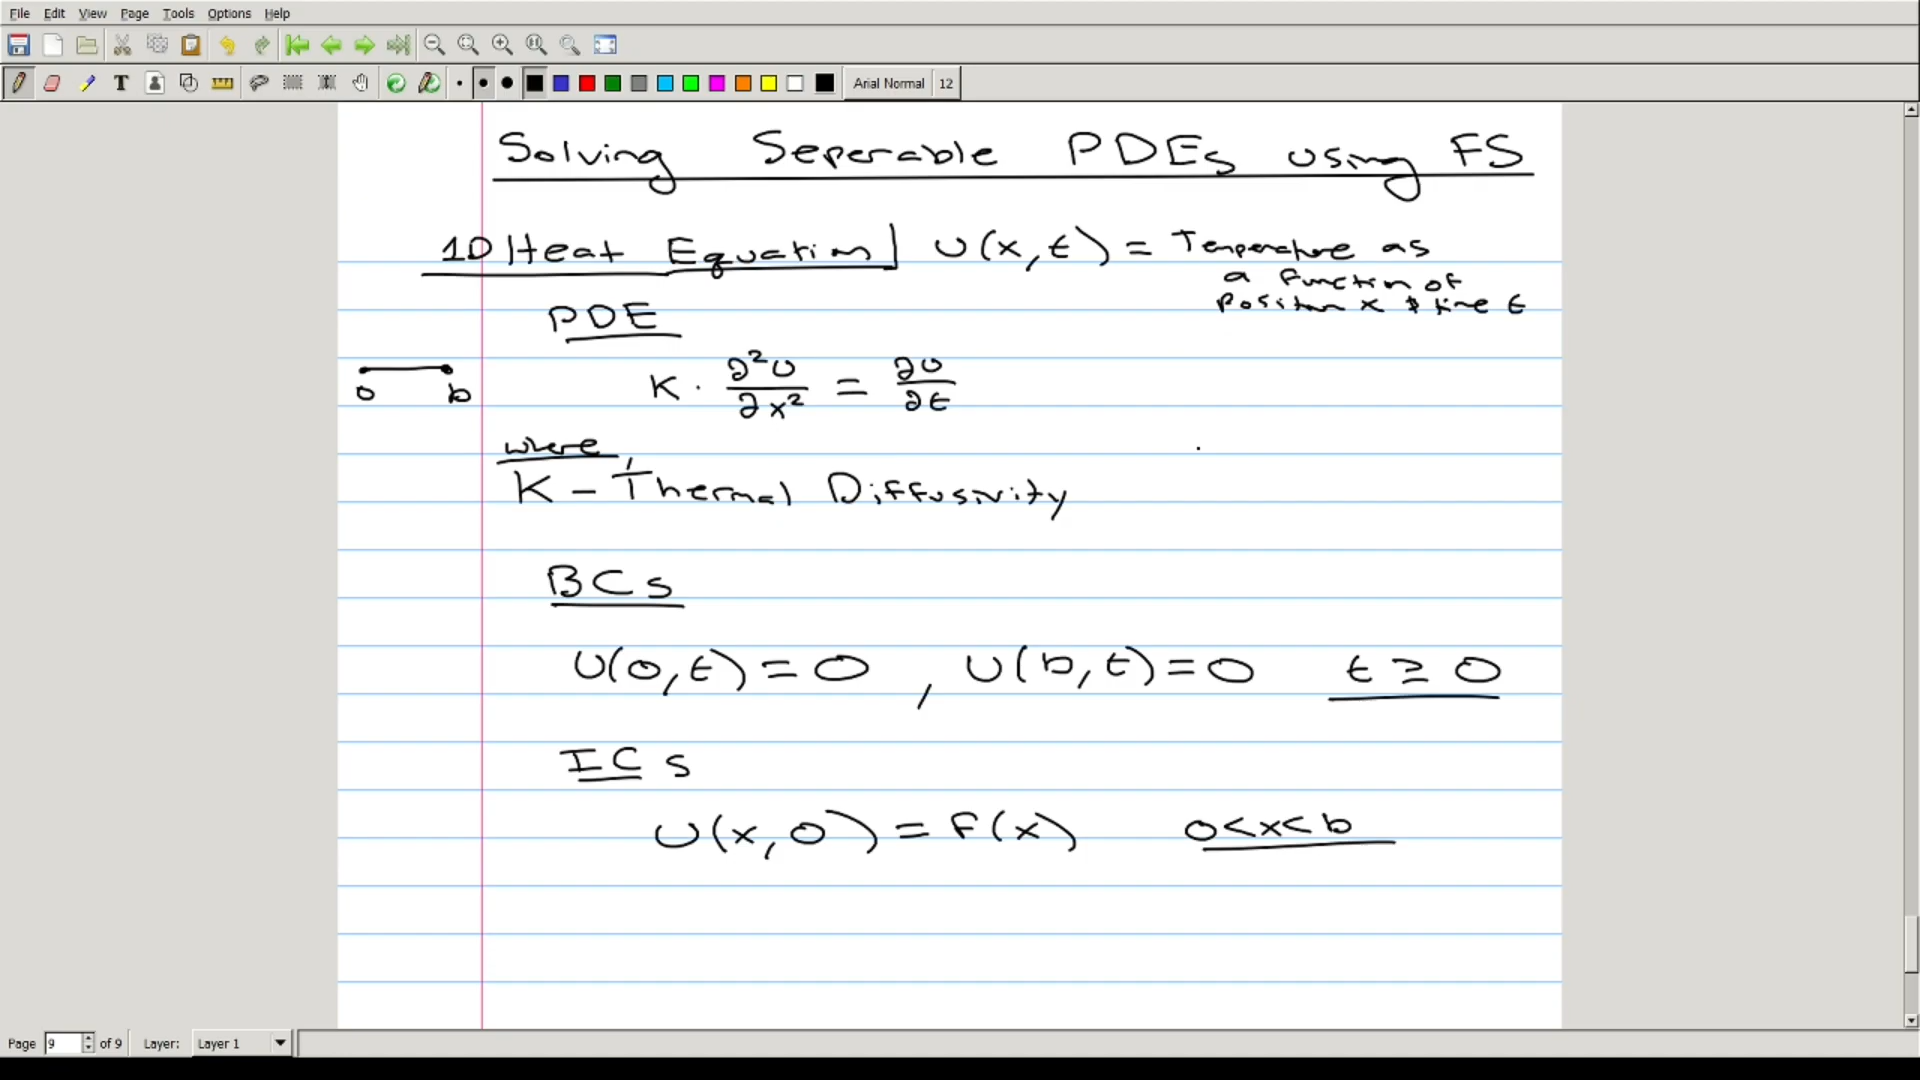 File Edit View Page Tools Options Help
T Arial Normal 12
Solving Seperable PDEs using FS
1D Heat Equation U(x,t) = Temperature as
a function of
position x & time t
PDE
0 b
K · ∂²U/∂x² = ∂U/∂t
where
K - Thermal Diffusivity
BCs
U(0,t) = 0 , U(b,t) = 0 t ≥ 0
ICs
U(x,0) = F(x) 0<x<b
Page 9 of 9 Layer: Layer 1